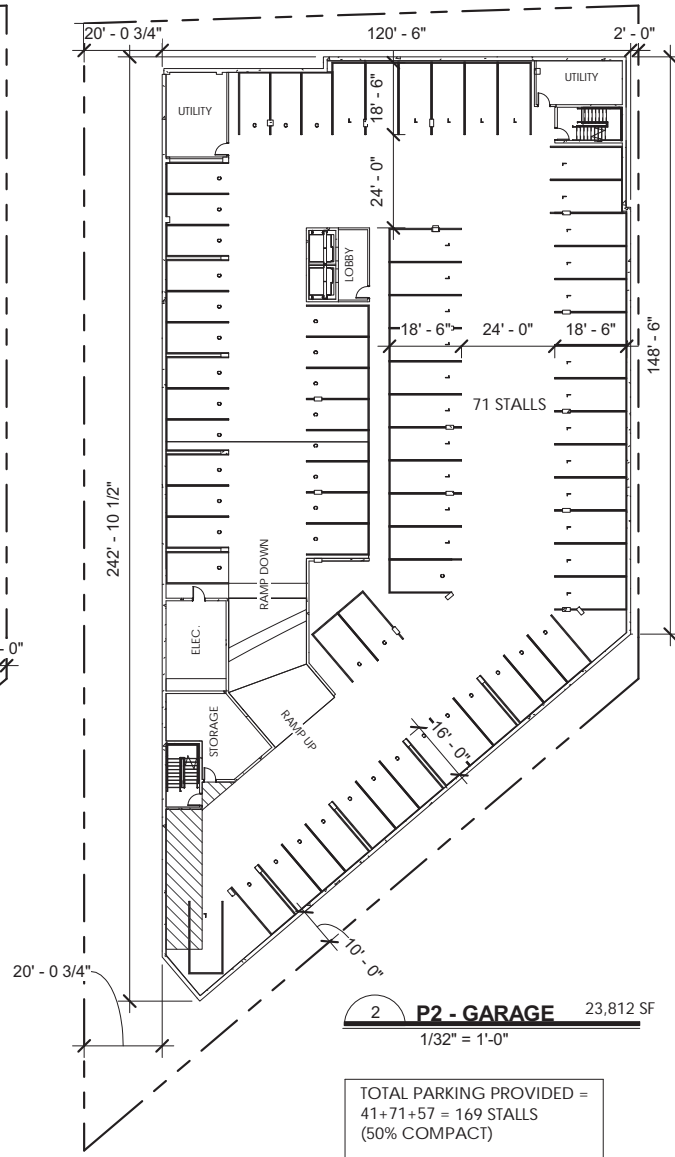 20' - 0 3/4"
120' - 6"
2' - 0"
UTILITY
18' - 6"
UTILITY
24' - 0"
LOBBY
18' - 6"
24' - 0"
18' - 6"
148' - 6"
71 STALLS
242' - 10 1/2"
RAMP DOWN
ELEC.
- 0"
STORAGE
RAMP UP
16' - 0"
10' - 0"
20' - 0 3/4"
2 P2 - GARAGE 23,812 SF
1/32" = 1'-0"
TOTAL PARKING PROVIDED =
41+71+57 = 169 STALLS
(50% COMPACT)